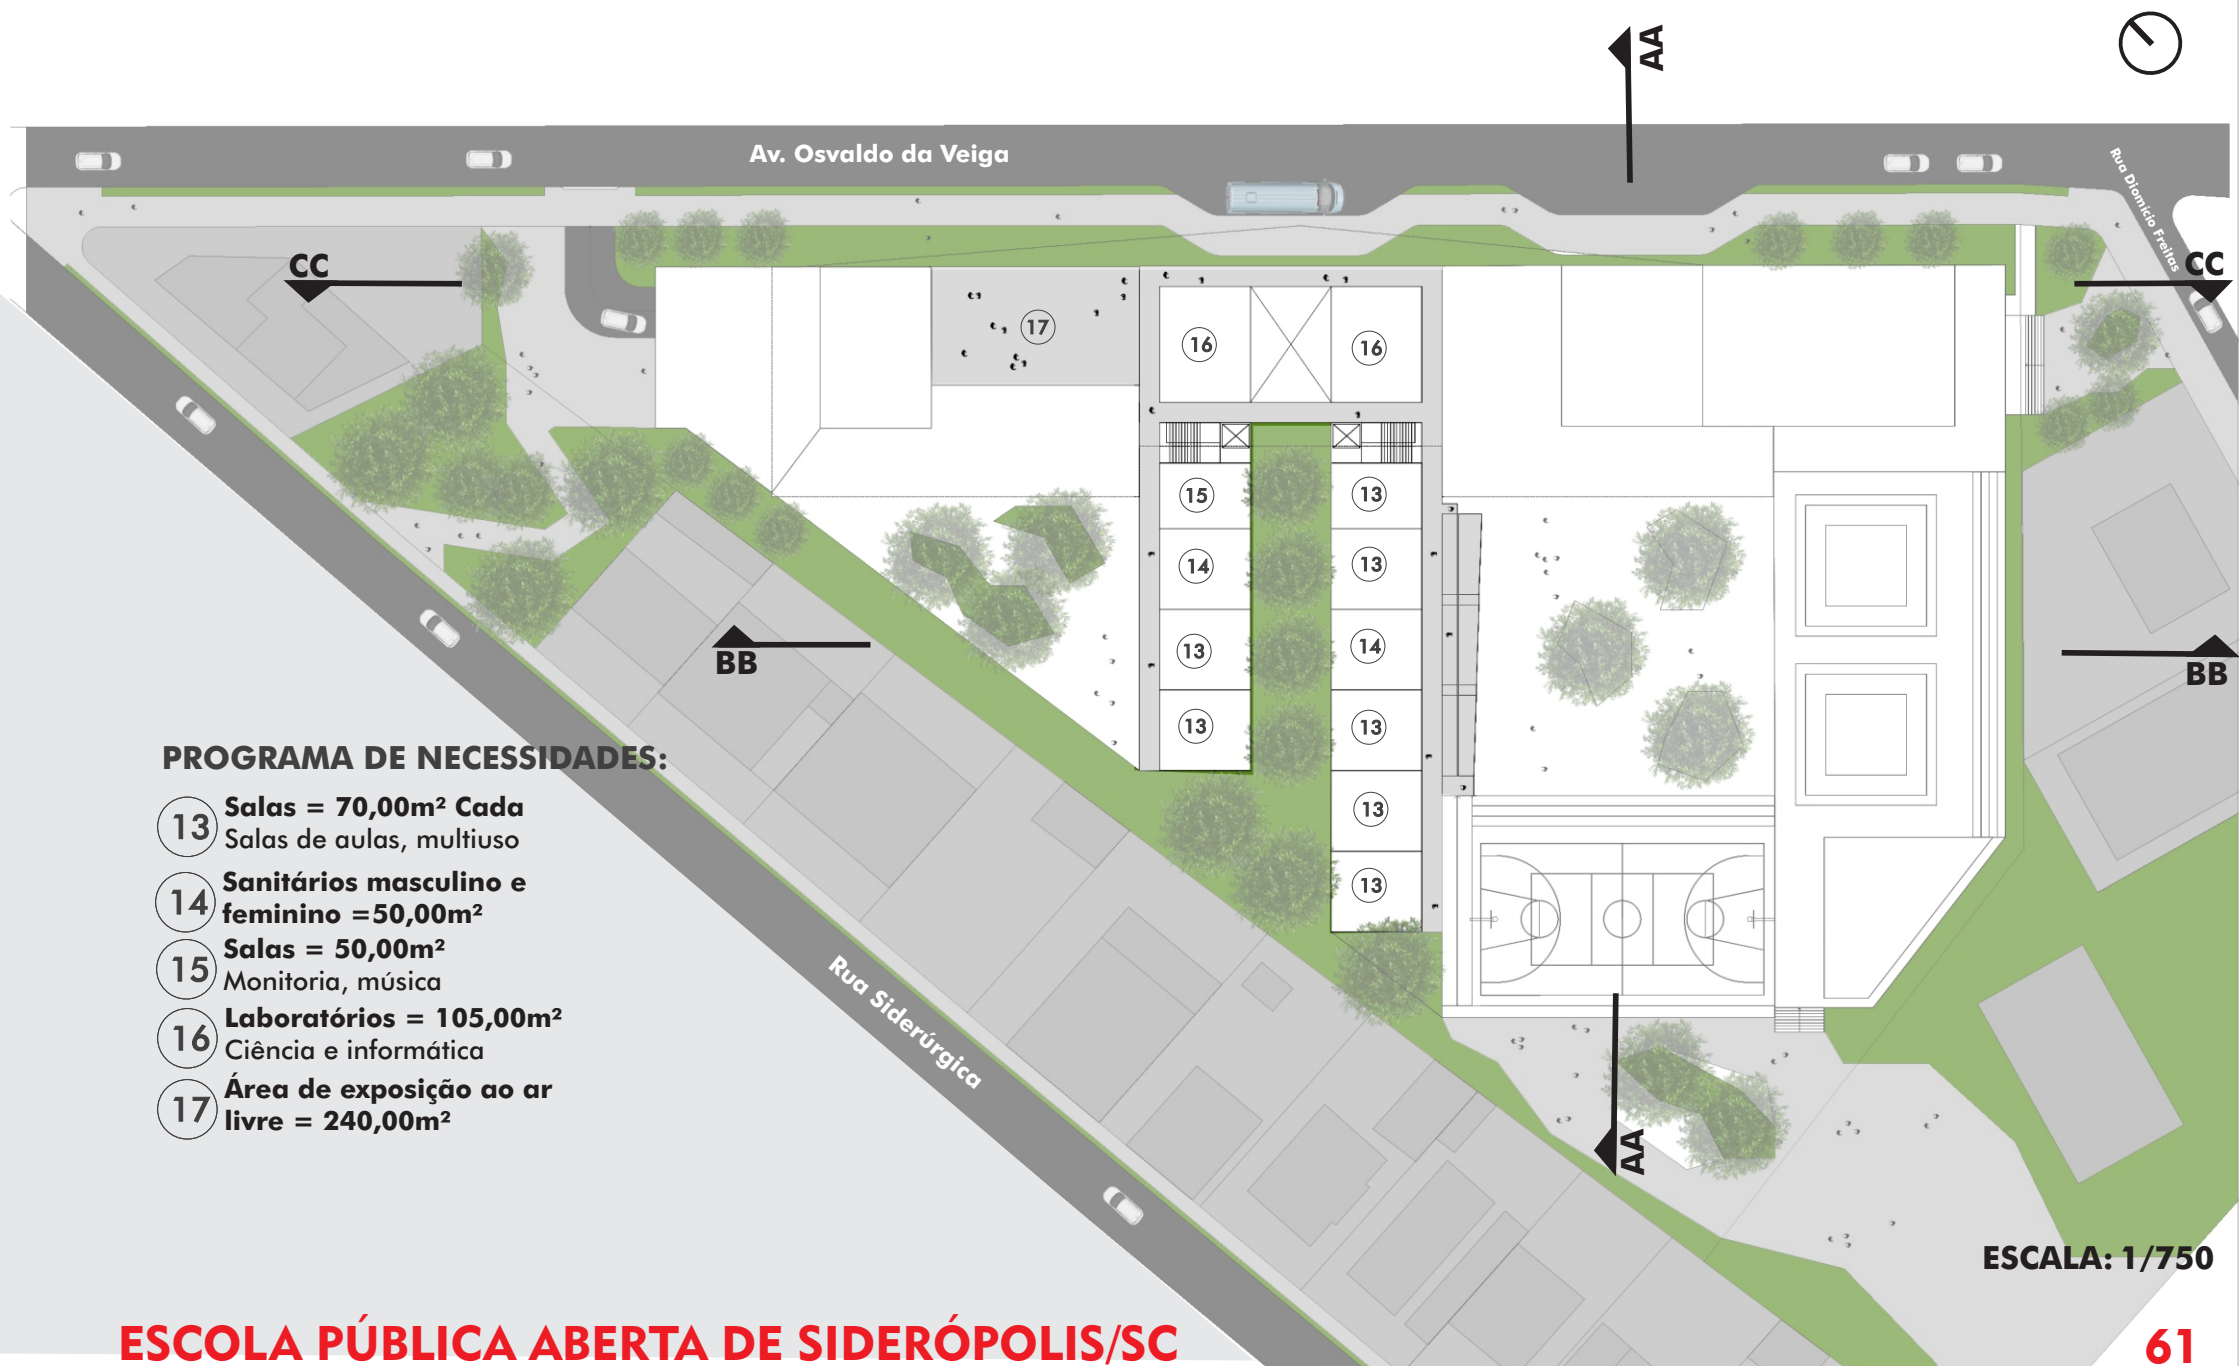 AA
Av. Osvaldo da Veiga
Rua Diomício Freitas
CC
CC
17
16
16
15
13
14
13
13
14
13
13
13
13
BB
BB
PROGRAMA DE NECESSIDADES:
13
Salas = 70,00m² Cada
Salas de aulas, multiuso
14
Sanitários masculino e
feminino =50,00m²
15
Salas = 50,00m²
Monitoria, música
16
Laboratórios = 105,00m²
Ciência e informática
17
Área de exposição ao ar
livre = 240,00m²
Rua Siderúrgica
AA
ESCALA: 1/750
ESCOLA PÚBLICA ABERTA DE SIDERÓPOLIS/SC
61